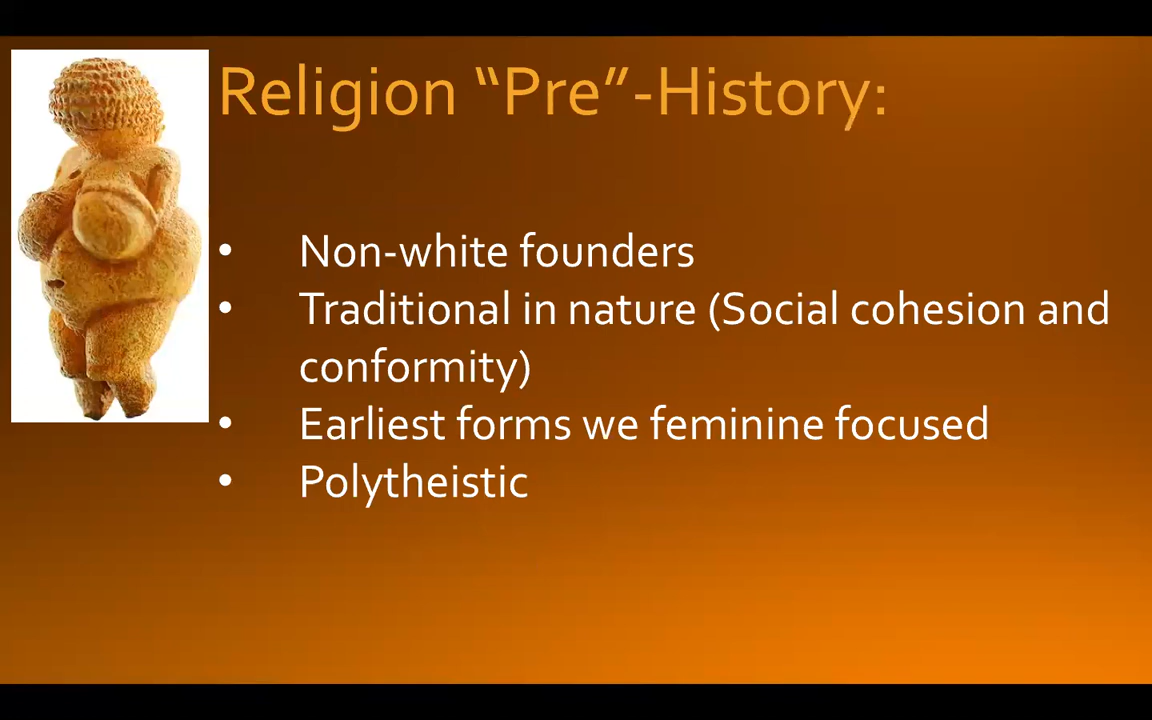 Religion “Pre”-History:
• Non-white founders
• Traditional in nature (Social cohesion and
conformity)
• Earliest forms we feminine focused
• Polytheistic